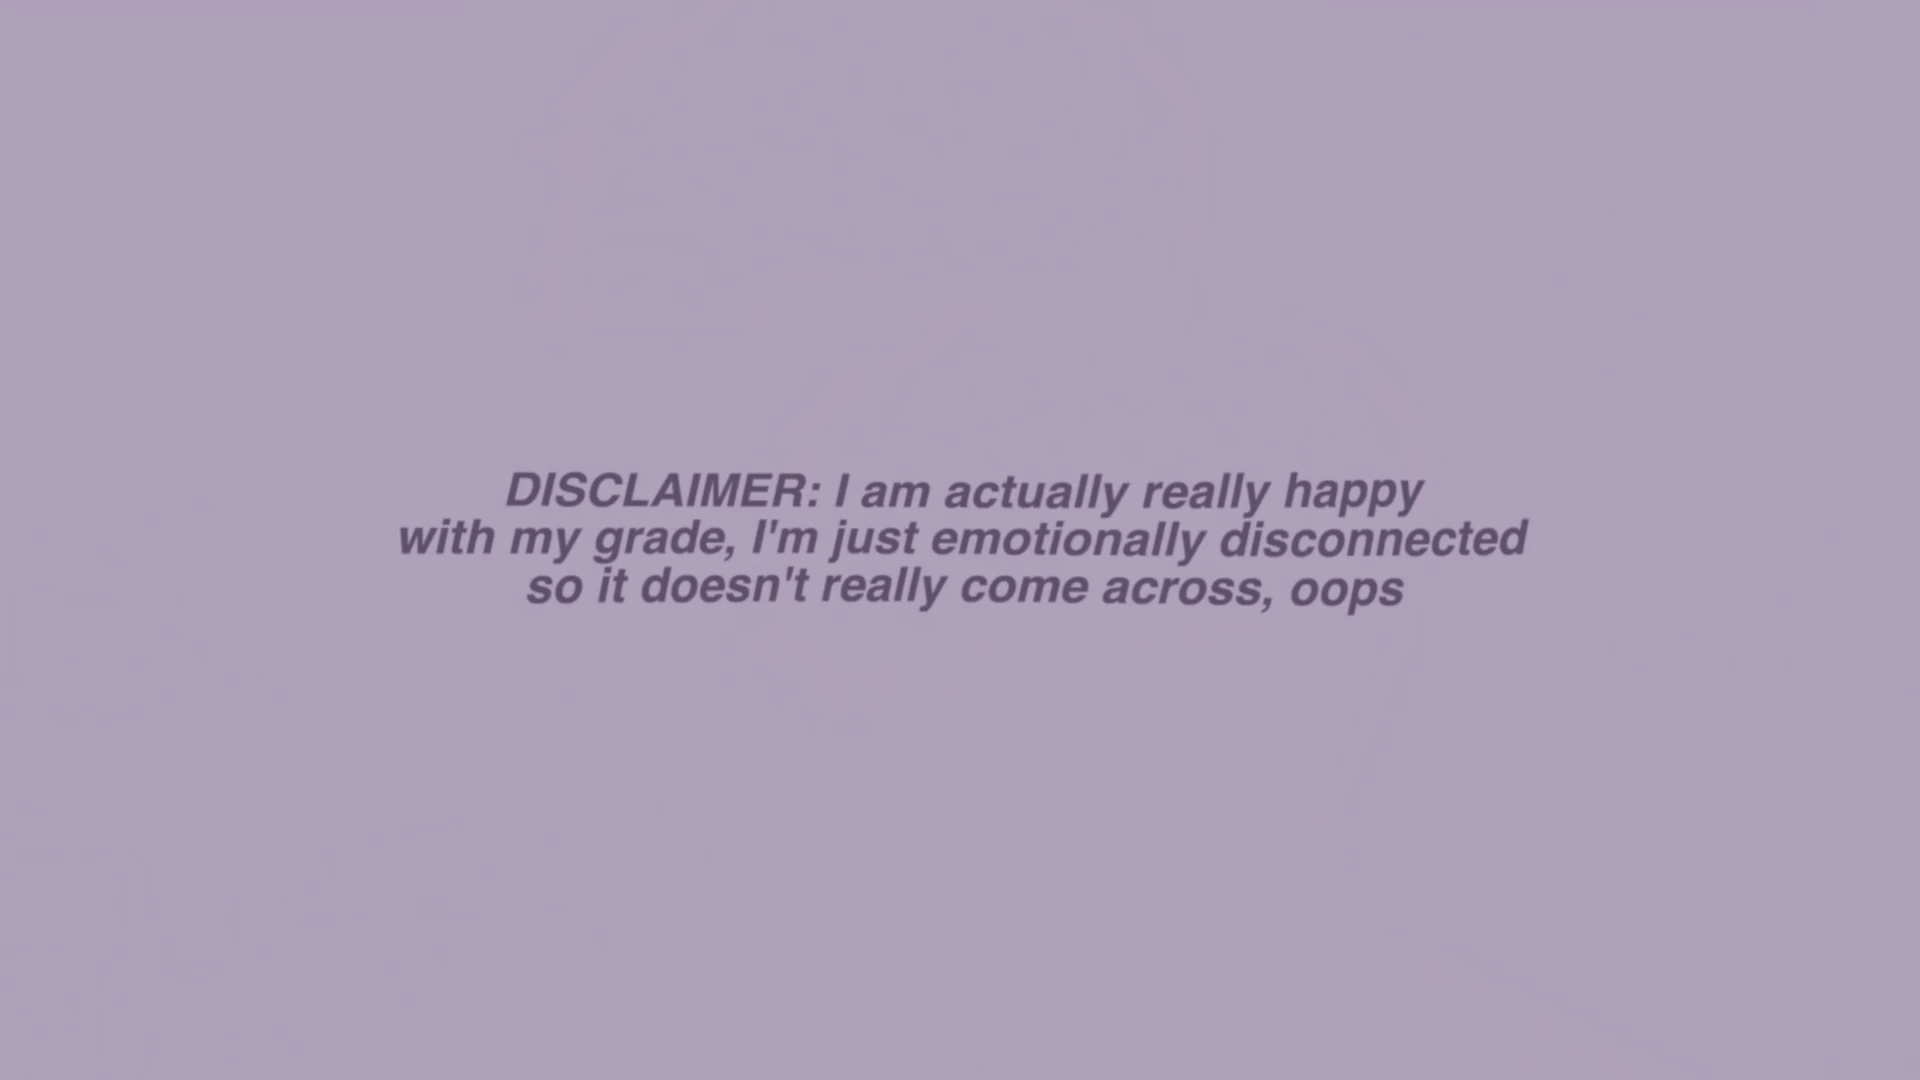 DISCLAIMER: I am actually really happy
with my grade, I'm just emotionally disconnected
so it doesn't really come across, oops